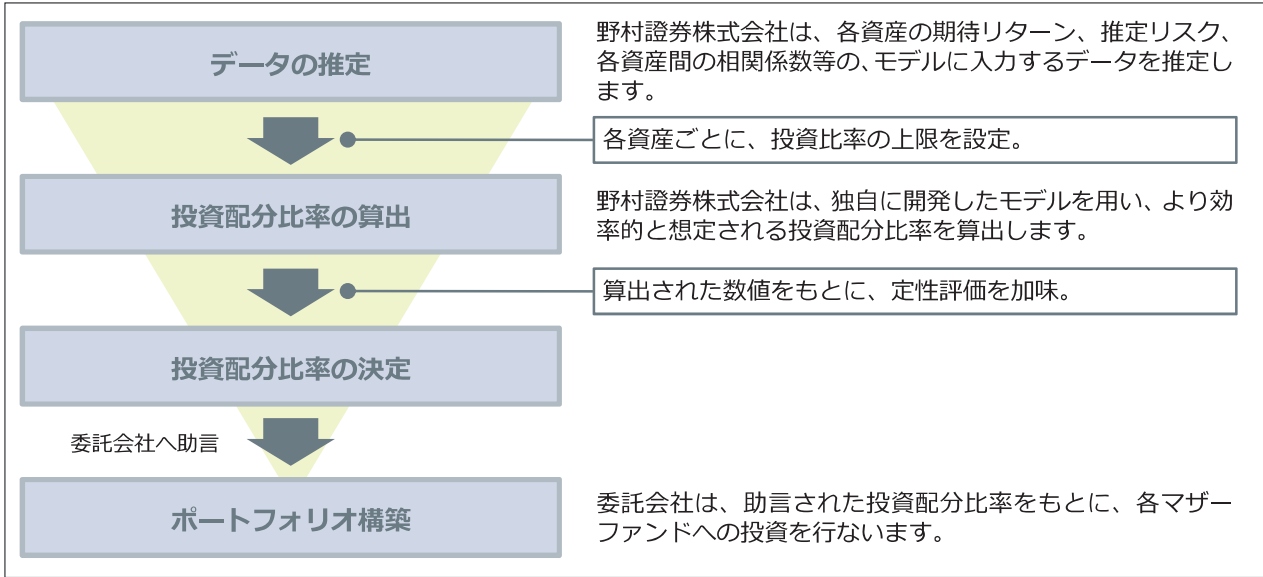 データの推定
野村證券株式会社は、各資産の期待リターン、推定リスク、
各資産間の相関係数等の、モデルに入力するデータを推定し
ます。
各資産ごとに、投資比率の上限を設定。
投資配分比率の算出
野村證券株式会社は、独自に開発したモデルを用い、より効
率的と想定される投資配分比率を算出します。
算出された数値をもとに、定性評価を加味。
投資配分比率の決定
委託会社へ助言
ポートフォリオ構築
委託会社は、助言された投資配分比率をもとに、各マザー
ファンドへの投資を行ないます。